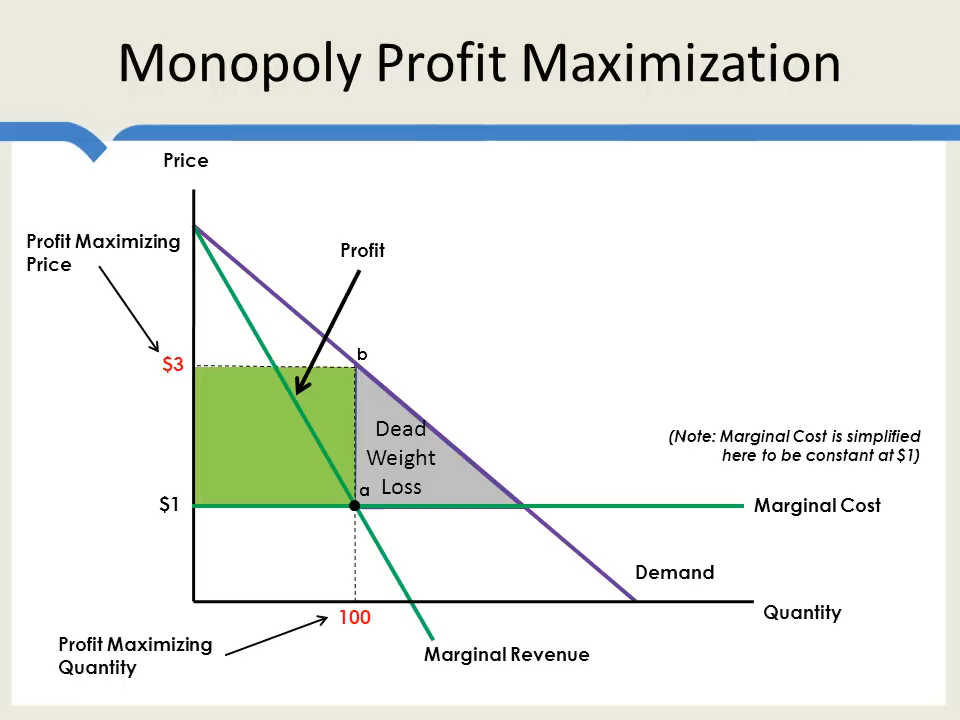 Monopoly Profit Maximization
Price
Profit Maximizing
Price
Profit
$3
b
Dead
Weight
Loss
a
$1
(Note: Marginal Cost is simplified
here to be constant at $1)
Marginal Cost
Demand
Quantity
100
Profit Maximizing
Quantity
Marginal Revenue